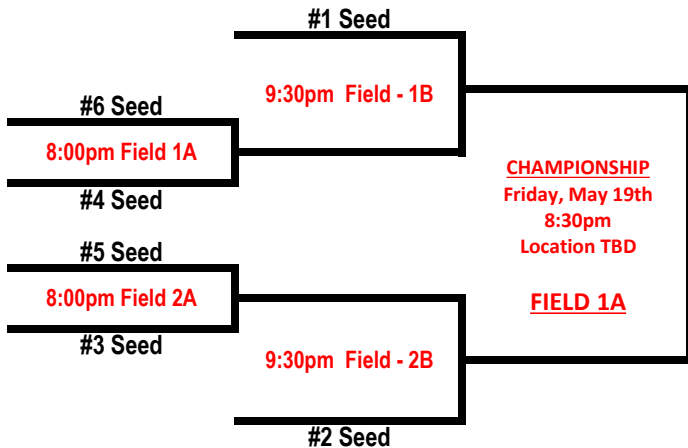 #1 Seed
9:30pm  Field - 1B
#6 Seed
8:00pm Field 1A
#4 Seed
CHAMPIONSHIP
Friday, May 19th
8:30pm
Location TBD
FIELD 1A
#5 Seed
8:00pm Field 2A
#3 Seed
9:30pm  Field - 2B
#2 Seed